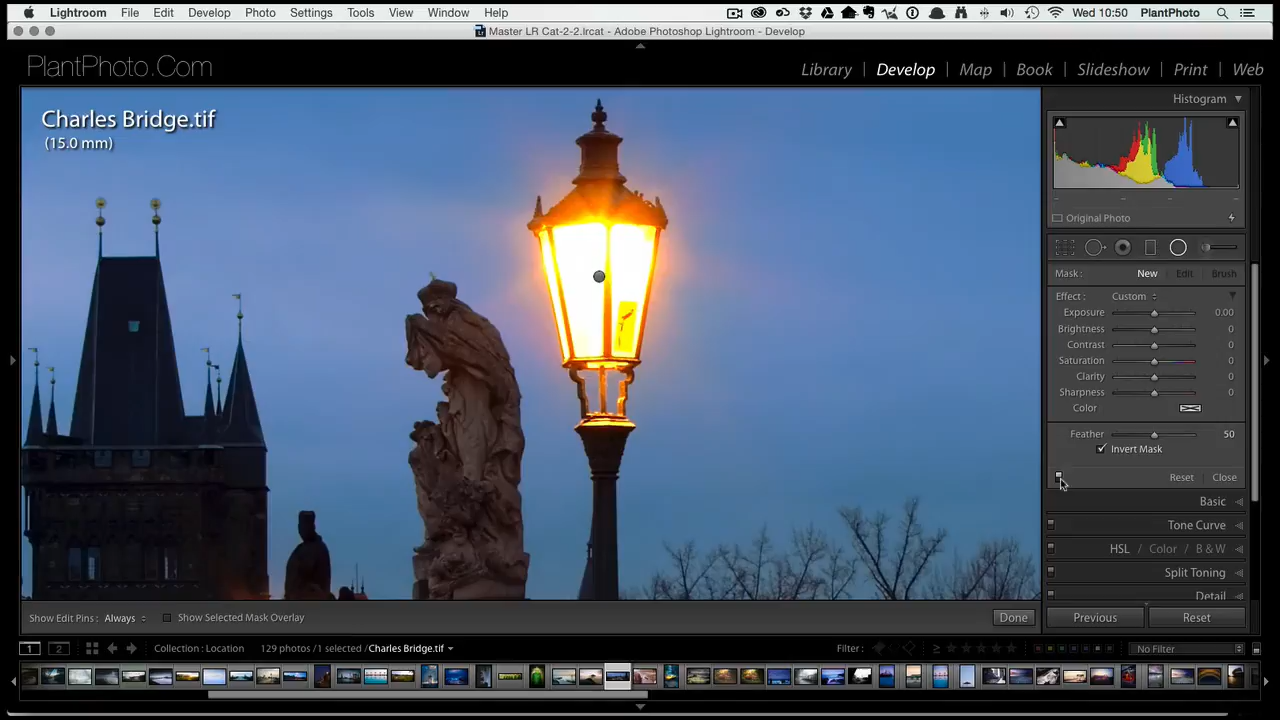 Lightroom File Edit Develop Photo Settings Tools View Window Help Wed 10:50 PlantPhoto
Master LR Cat-2-2.lrcat - Adobe Photoshop Lightroom - Develop
PlantPhoto.Com Library | Develop | Map | Book | Slideshow | Print | Web
Charles Bridge.tif
(15.0 mm)
Histogram
Original Photo
Mask : New Edit Brush
Effect : Custom
Exposure 0.00
Brightness 0
Contrast 0
Saturation 0
Clarity 0
Sharpness 0
Color
Feather 50
Invert Mask
Reset Close
Basic
Tone Curve
HSL / Color / B & W
Split Toning
Detail
Show Edit Pins : Always Show Selected Mask Overlay Done Previous Reset
1 2 Collection : Location 129 photos / 1 selected / Charles Bridge.tif Filter : No Filter